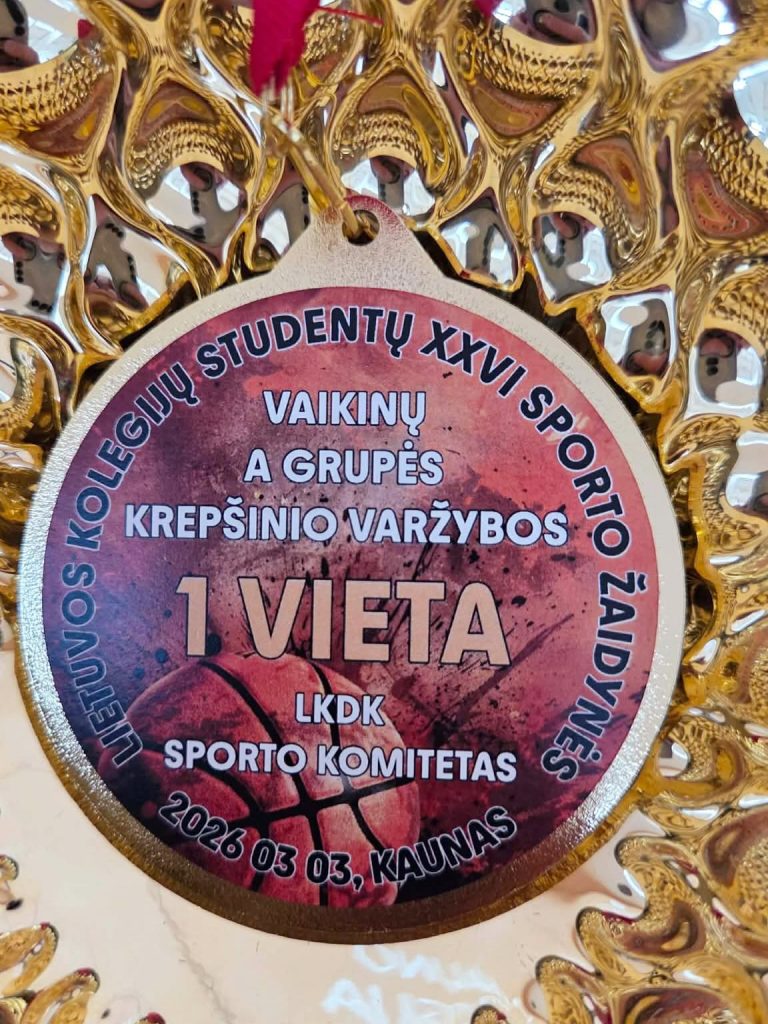 LIETUVOS KOLEGIJŲ STUDENTŲ XXVI SPORTO ŽAIDYNĖS
VAIKINŲ
A GRUPĖS
KREPŠINIO VARŽYBOS
1 VIETA
LKDK
SPORTO KOMITETAS
2026 03 03, KAUNAS